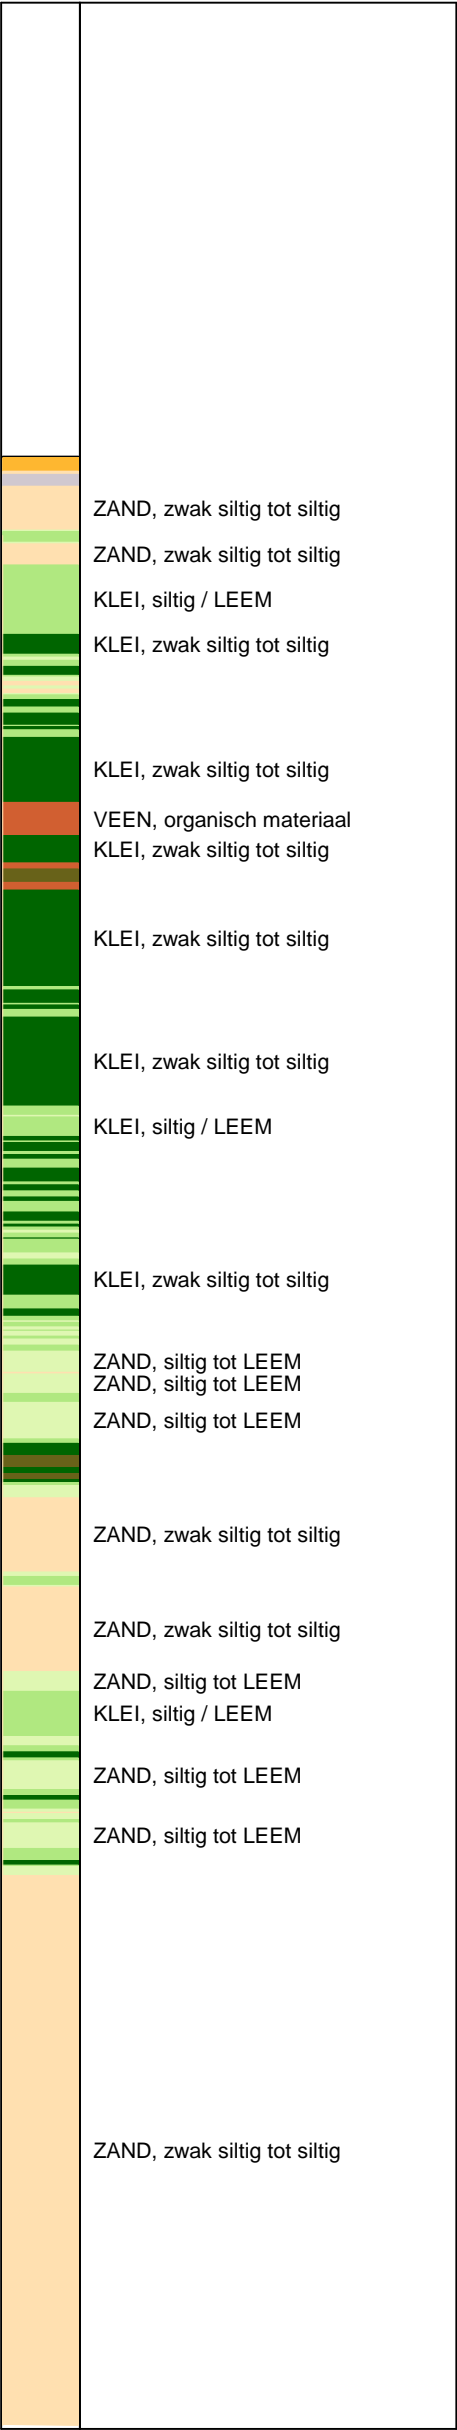 ZAND, zwak siltig tot siltig
ZAND, zwak siltig tot siltig
KLEI, siltig / LEEM
KLEI, zwak siltig tot siltig
KLEI, zwak siltig tot siltig
VEEN, organisch materiaal
KLEI, zwak siltig tot siltig
KLEI, zwak siltig tot siltig
KLEI, zwak siltig tot siltig
KLEI, siltig / LEEM
KLEI, zwak siltig tot siltig
ZAND, siltig tot LEEM
ZAND, siltig tot LEEM
ZAND, siltig tot LEEM
ZAND, zwak siltig tot siltig
ZAND, zwak siltig tot siltig
ZAND, siltig tot LEEM
KLEI, siltig / LEEM
ZAND, siltig tot LEEM
ZAND, siltig tot LEEM
ZAND, zwak siltig tot siltig